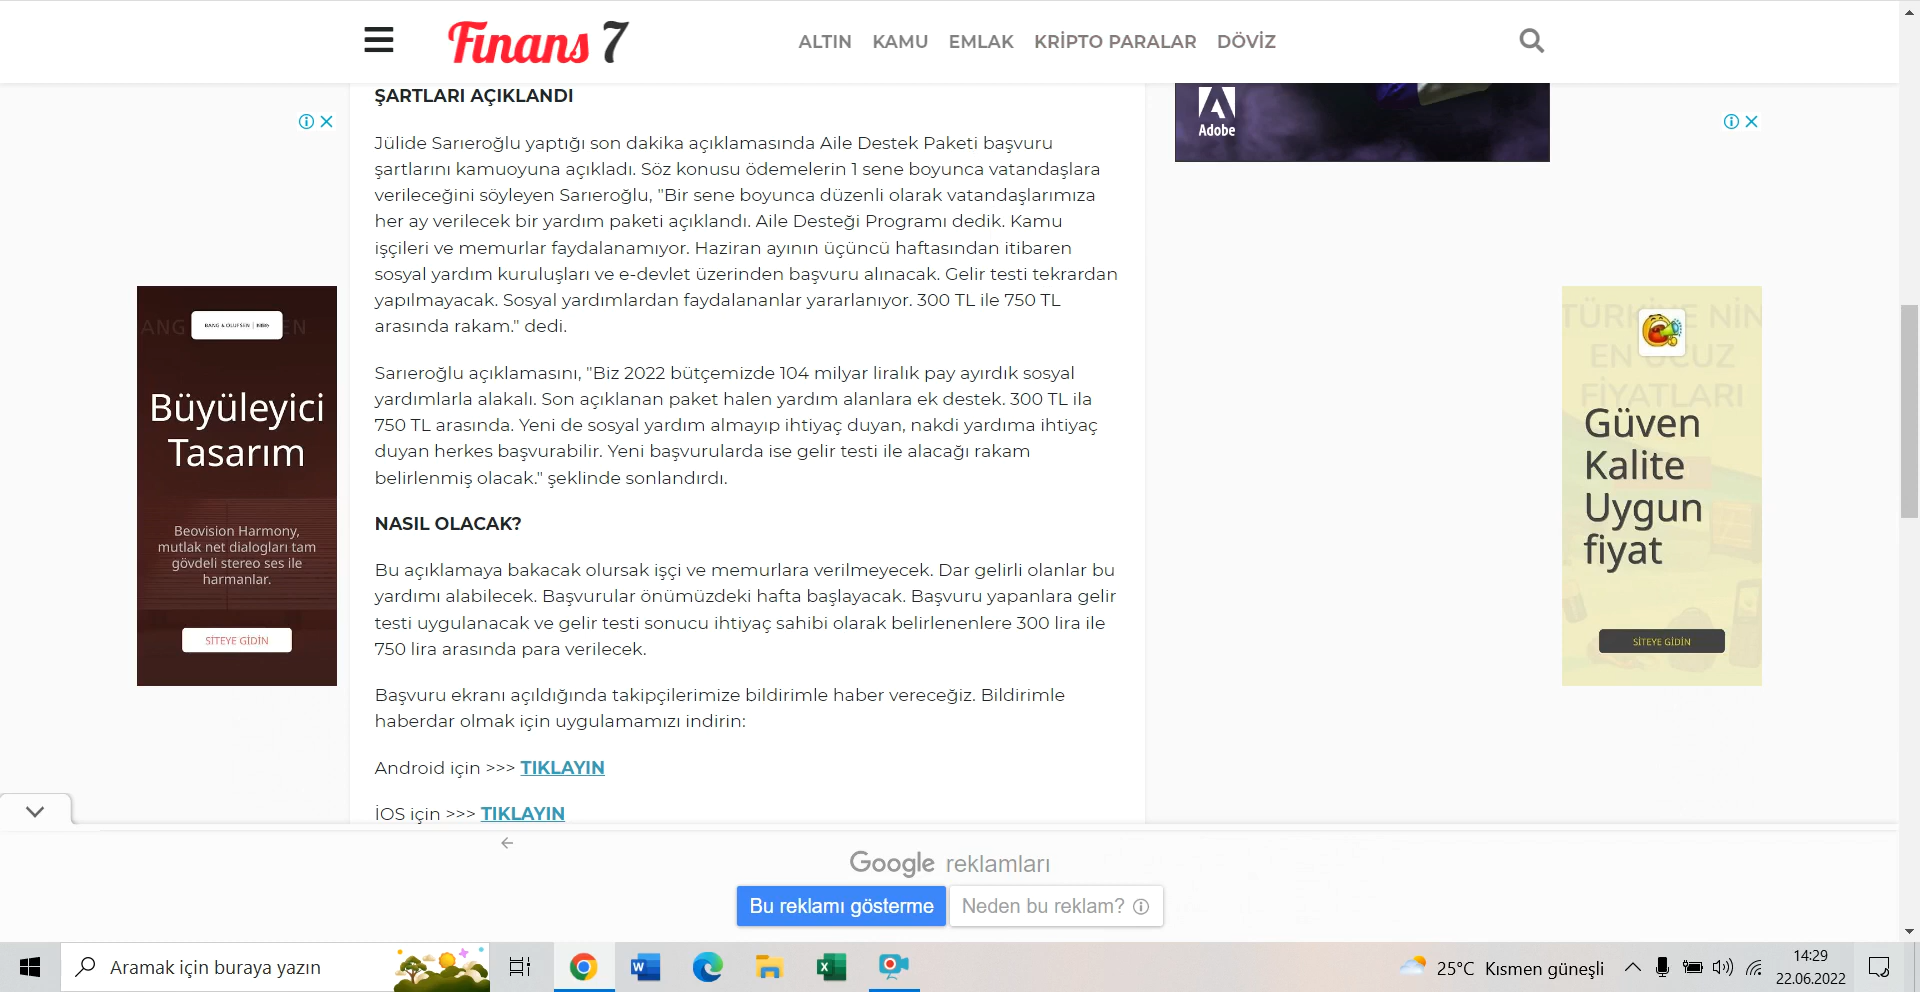 Finans 7
ALTIN KAMU EMLAK KRİPTO PARALAR DÖVİZ
ŞARTLARI AÇIKLANDI
Jülide Sarıeroğlu yaptığı son dakika açıklamasında Aile Destek Paketi başvuru
şartlarını kamuoyuna açıkladı. Söz konusu ödemelerin 1 sene boyunca vatandaşlara
verileceğini söyleyen Sarıeroğlu, "Bir sene boyunca düzenli olarak vatandaşlarımıza
her ay verilecek bir yardım paketi açıklandı. Aile Desteği Programı dedik. Kamu
işçileri ve memurlar faydalanamıyor. Haziran ayının üçüncü haftasından itibaren
sosyal yardım kuruluşları ve e-devlet üzerinden başvuru alınacak. Gelir testi tekrardan
yapılmayacak. Sosyal yardımlardan faydalananlar yararlanıyor. 300 TL ile 750 TL
arasında rakam." dedi.
Sarıeroğlu açıklamasını, "Biz 2022 bütçemizde 104 milyar liralık pay ayırdık sosyal
yardımlarla alakalı. Son açıklanan paket halen yardım alanlara ek destek. 300 TL ila
750 TL arasında. Yeni de sosyal yardım almayıp ihtiyaç duyan, nakdi yardıma ihtiyaç
duyan herkes başvurabilir. Yeni başvurularda ise gelir testi ile alacağı rakam
belirlenmiş olacak." şeklinde sonlandırdı.
NASIL OLACAK?
Bu açıklamaya bakacak olursak işçi ve memurlara verilmeyecek. Dar gelirli olanlar bu
yardımı alabilecek. Başvurular önümüzdeki hafta başlayacak. Başvuru yapanlara gelir
testi uygulanacak ve gelir testi sonucu ihtiyaç sahibi olarak belirlenenlere 300 lira ile
750 lira arasında para verilecek.
Başvuru ekranı açıldığında takipçilerimize bildirimle haber vereceğiz. Bildirimle
haberdar olmak için uygulamamızı indirin:
Android için >>> TIKLAYIN
İOS için >>> TIKLAYIN
Adobe
BANG & OLUFSEN
Büyüleyici
Tasarım
Beovision Harmony,
mutlak net dialogları tam
gövdeli stereo ses ile
harmanlar.
SİTEYE GİDİN
TÜRKİYE NİN
EN UCUZ
FİYATLARI
Güven
Kalite
Uygun
fiyat
SİTEYE GİDİN
Google reklamları
Bu reklamı gösterme
Neden bu reklam?
Aramak için buraya yazın
25°C Kısmen güneşli
14:29
22.06.2022